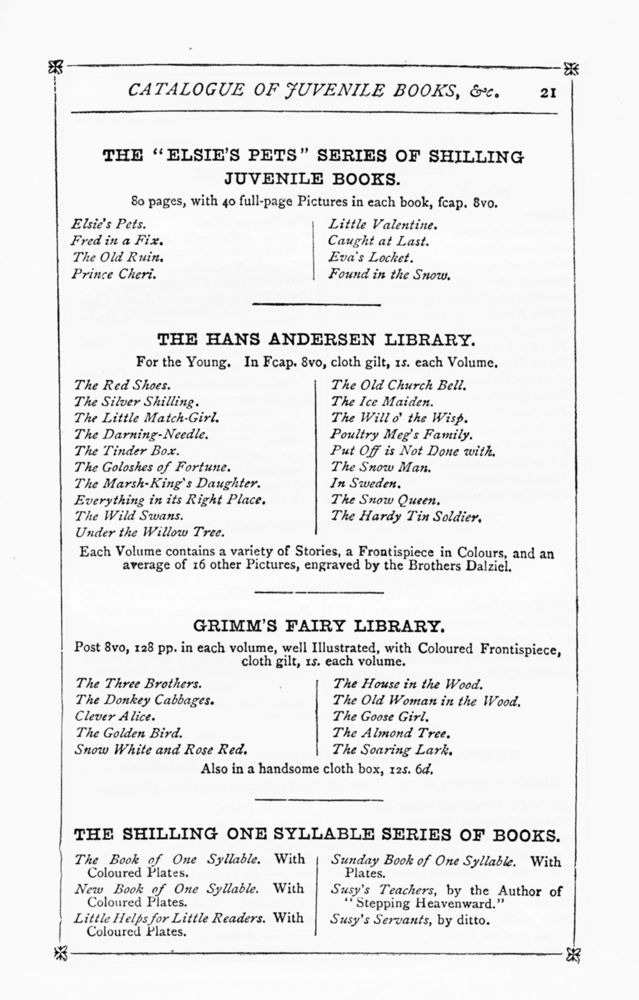 CATALOGUE OF JUVENILE BOOKS, &c. 21
THE "ELSIE'S PETS" SERIES OF SHILLING
JUVENILE BOOKS.
80 pages, with 40 full-page Pictures in each book, fcap. 8vo.
Elsie's Pets.
Fred in a Fix.
The Old Ruin.
Prince Cheri.
Little Valentine.
Caught at Last.
Eva's Locket.
Found in the Snow.
THE HANS ANDERSEN LIBRARY.
For the Young. In Fcap. 8vo, cloth gilt, 1s. each Volume.
The Red Shoes.
The Silver Shilling.
The Little Match-Girl.
The Darning-Needle.
The Tinder Box.
The Goloshes of Fortune.
The Marsh-King's Daughter.
Everything in its Right Place.
The Wild Swans.
Under the Willow Tree.
The Old Church Bell.
The Ice Maiden.
The Will o' the Wisp.
Poultry Meg's Family.
Put Off is Not Done with.
The Snow Man.
In Sweden.
The Snow Queen.
The Hardy Tin Soldier.
Each Volume contains a variety of Stories, a Frontispiece in Colours, and an
average of 16 other Pictures, engraved by the Brothers Dalziel.
GRIMM'S FAIRY LIBRARY.
Post 8vo, 128 pp. in each volume, well Illustrated, with Coloured Frontispiece,
cloth gilt, 1s. each volume.
The Three Brothers.
The Donkey Cabbages.
Clever Alice.
The Golden Bird.
Snow White and Rose Red.
The House in the Wood.
The Old Woman in the Wood.
The Goose Girl.
The Almond Tree.
The Soaring Lark.
Also in a handsome cloth box, 12s. 6d.
THE SHILLING ONE SYLLABLE SERIES OF BOOKS.
The Book of One Syllable. With
Coloured Plates.
New Book of One Syllable. With
Coloured Plates.
Little Helps for Little Readers. With
Coloured Plates.
Sunday Book of One Syllable. With
Plates.
Susy's Teachers, by the Author of
"Stepping Heavenward."
Susy's Servants, by ditto.